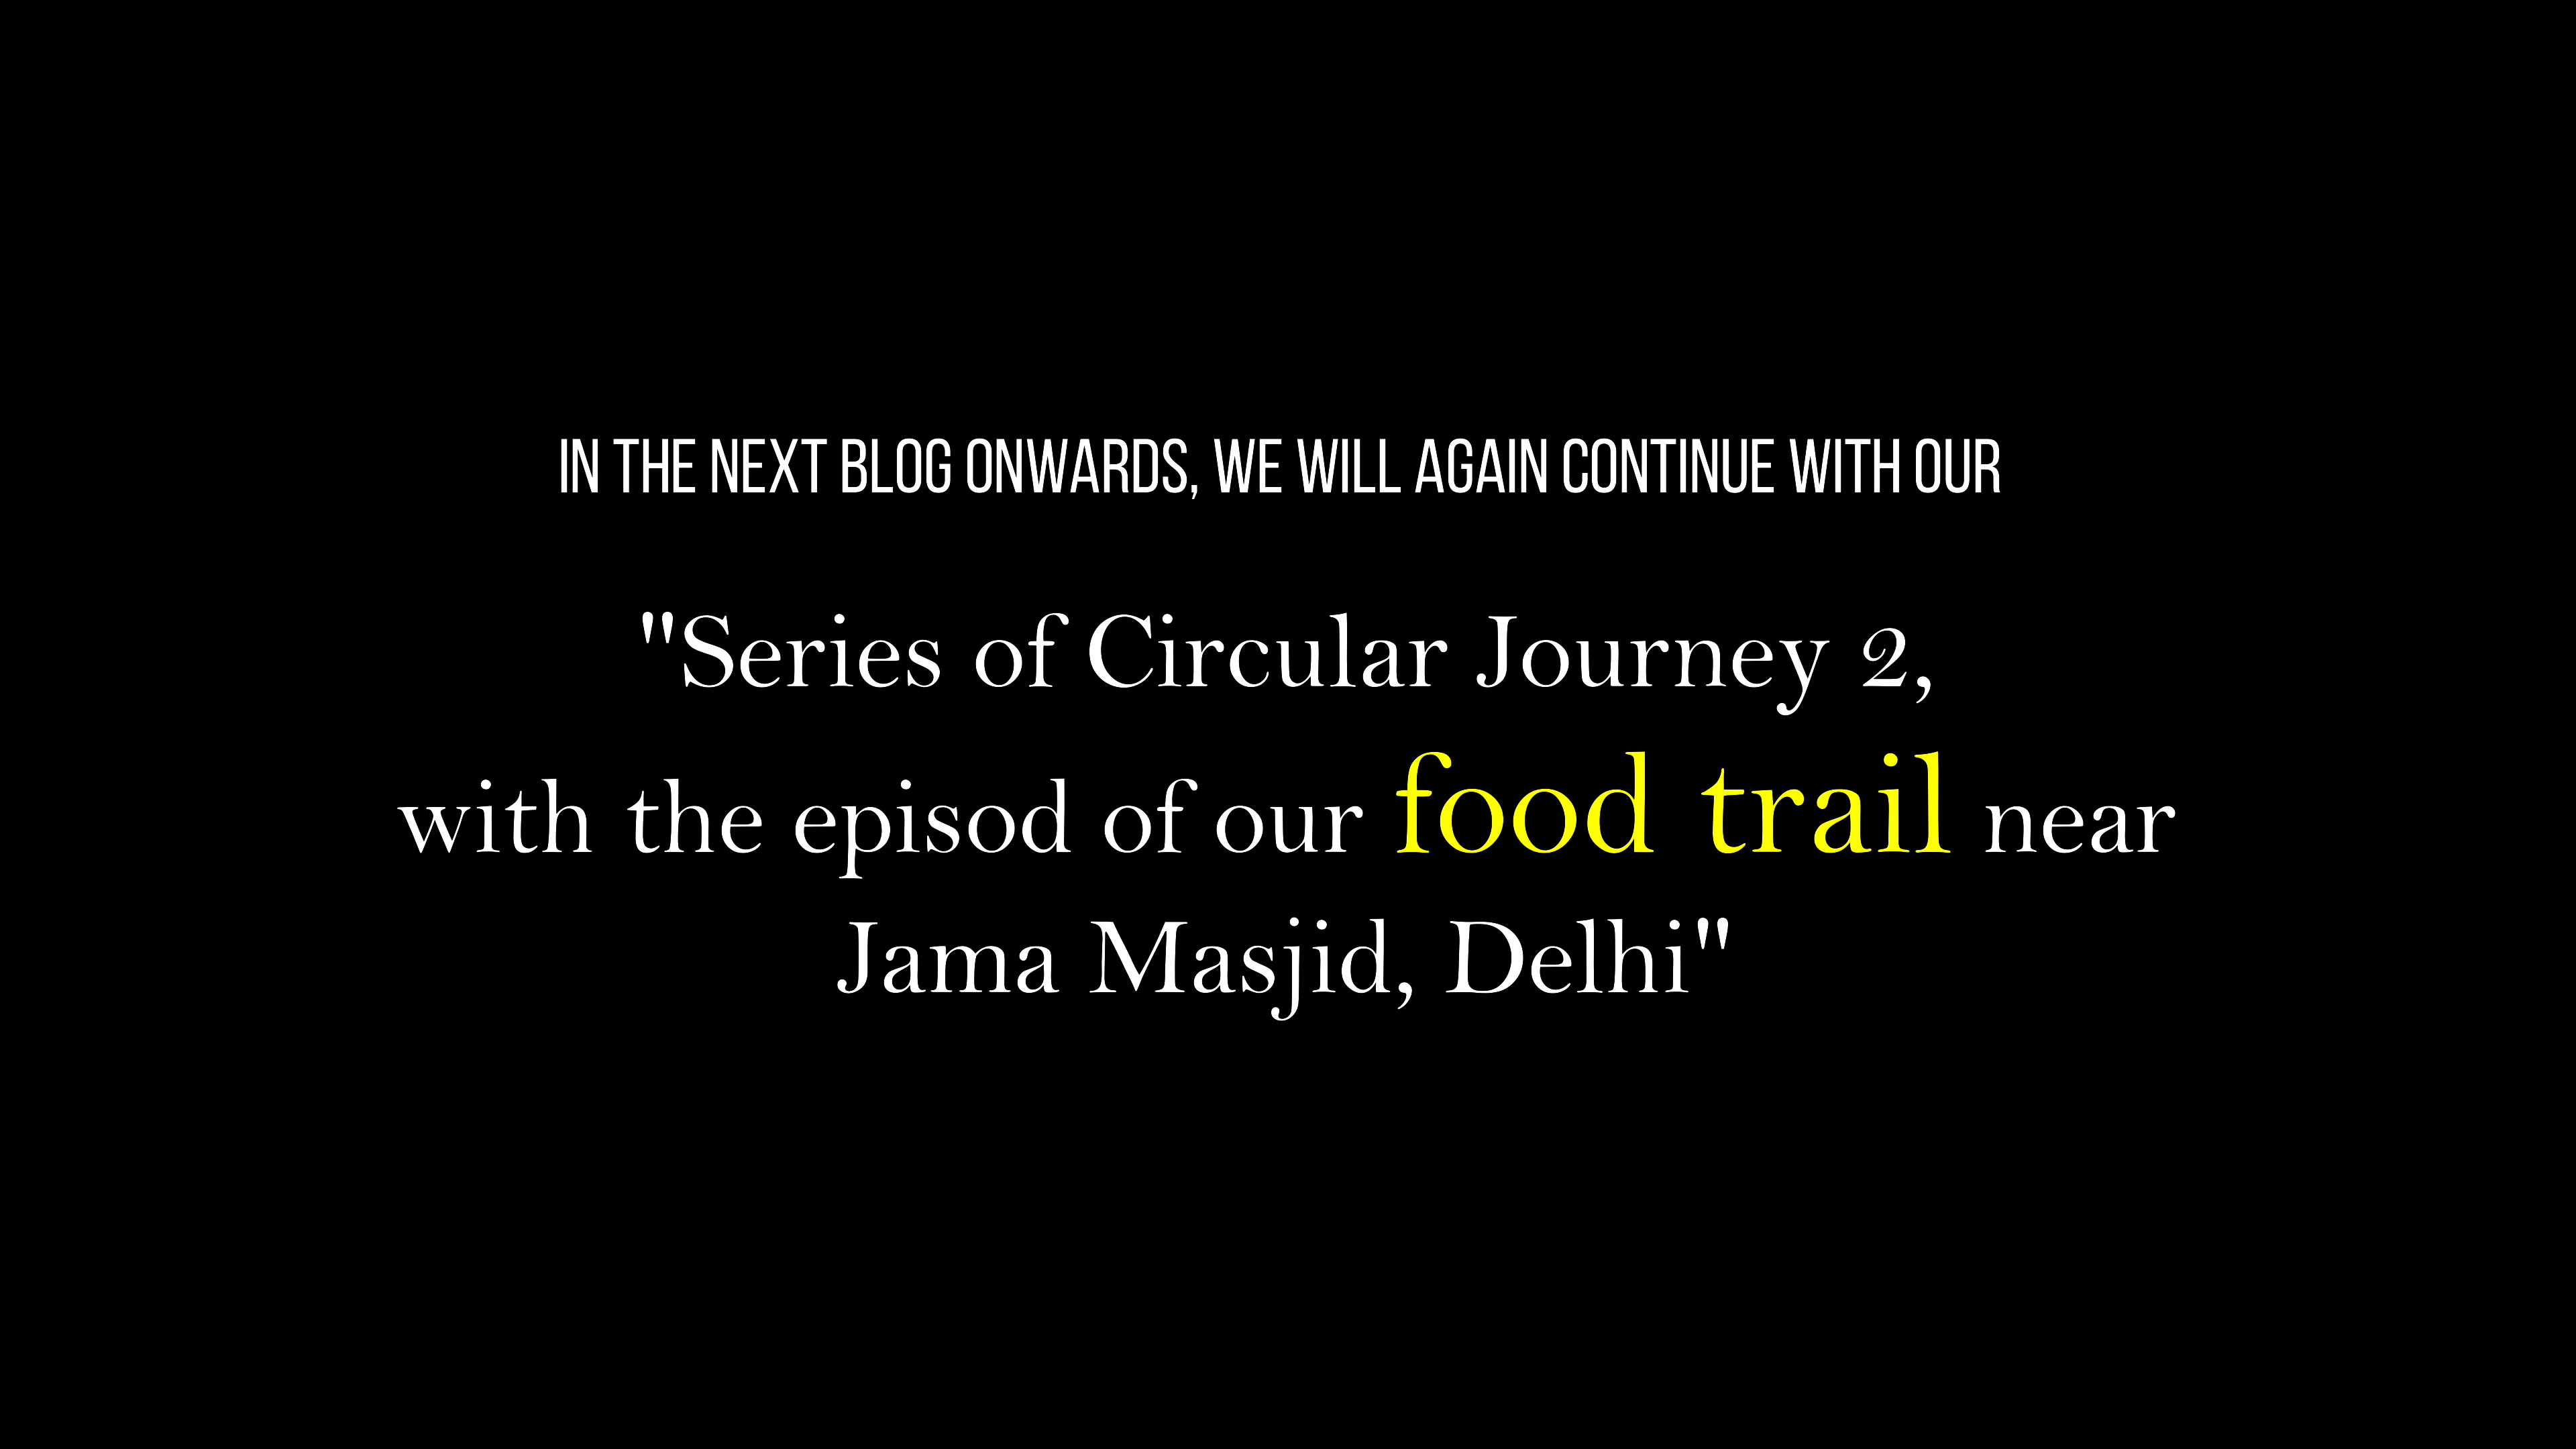 IN THE NEXT BLOG ONWARDS, WE WILL AGAIN CONTINUE WITH OUR
"Series of Circular Journey 2,
with the episod of our food trail near
Jama Masjid, Delhi"